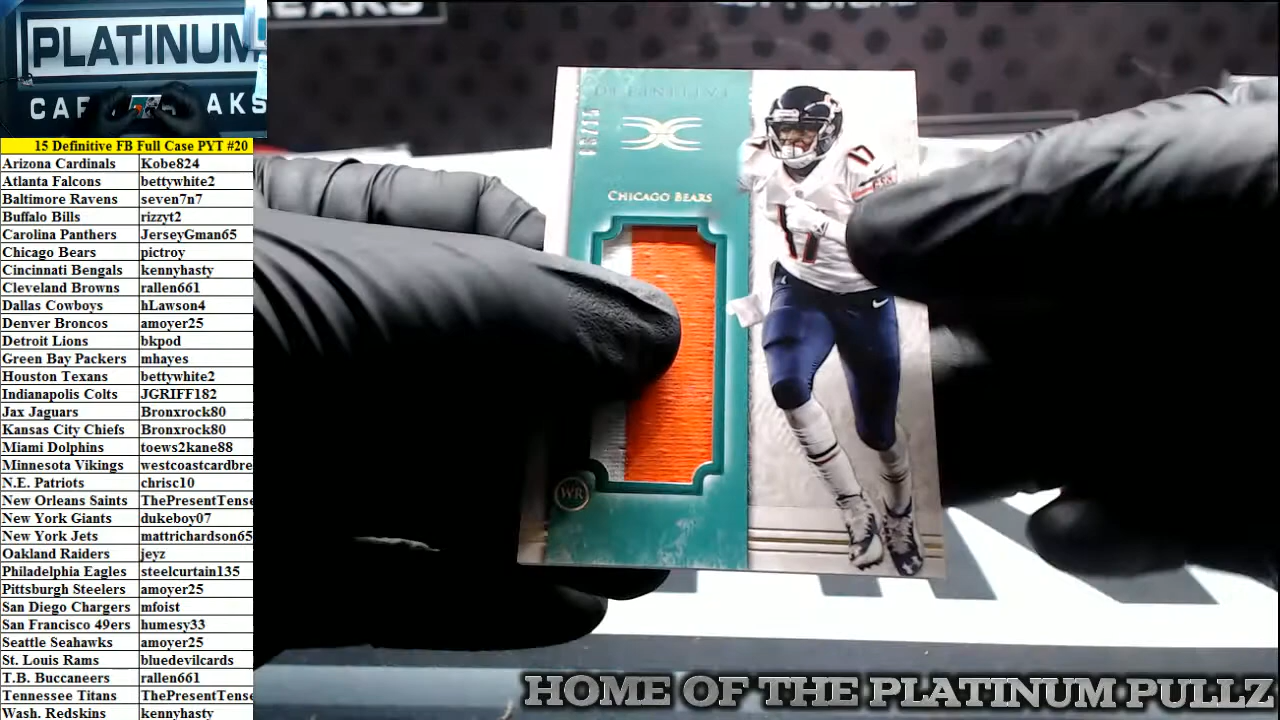 PLATINUM
15 Definitive FB Full Case PYT #20
Arizona Cardinals Kobe824
Atlanta Falcons bettywhite2
Baltimore Ravens seven7n7
Buffalo Bills rizzyt2
Carolina Panthers JerseyGman65
Chicago Bears pictroy
Cincinnati Bengals kennyhasty
Cleveland Browns rallen661
Dallas Cowboys hLawson4
Denver Broncos amoyer25
Detroit Lions bkpod
Green Bay Packers mhayes
Houston Texans bettywhite2
Indianapolis Colts JGRIFF182
Jax Jaguars Bronxrock80
Kansas City Chiefs Bronxrock80
Miami Dolphins toews2kane88
Minnesota Vikings westcoastcardbre
N.E. Patriots chrisc10
New Orleans Saints ThePresentTense
New York Giants dukeboy07
New York Jets mattrichardson65
Oakland Raiders jeyz
Philadelphia Eagles steelcurtain135
Pittsburgh Steelers amoyer25
San Diego Chargers mfoist
San Francisco 49ers humesy33
Seattle Seahawks amoyer25
St. Louis Rams bluedevilcards
T.B. Buccaneers rallen661
Tennessee Titans ThePresentTense
Wash. Redskins kennyhasty
DEFINITIVE
CHICAGO BEARS
17
17
WR
HOME OF THE PLATINUM PULLZ